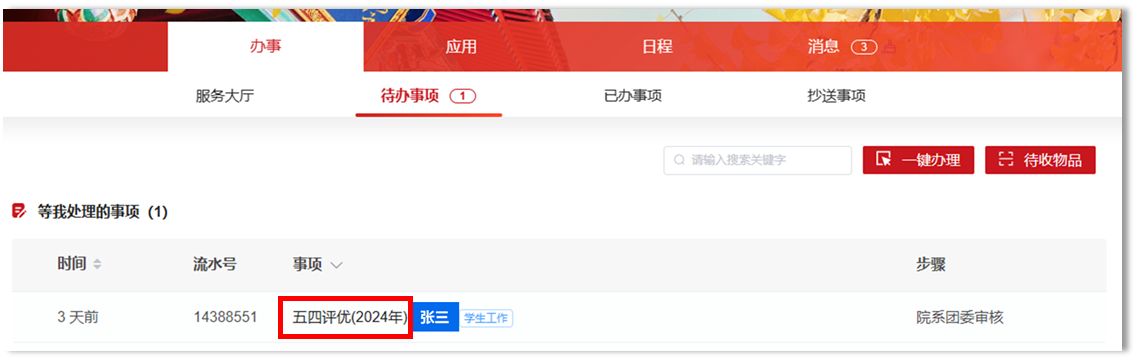 办事 应用 日程 消息 3
服务大厅 待办事项 1 已办事项 抄送事项
请输入搜索关键字 一键办理 待收物品
等我处理的事项 (1)
时间 流水号 事项 步骤
3 天前 14388551 五四评优(2024年) 张三 学生工作 院系团委审核